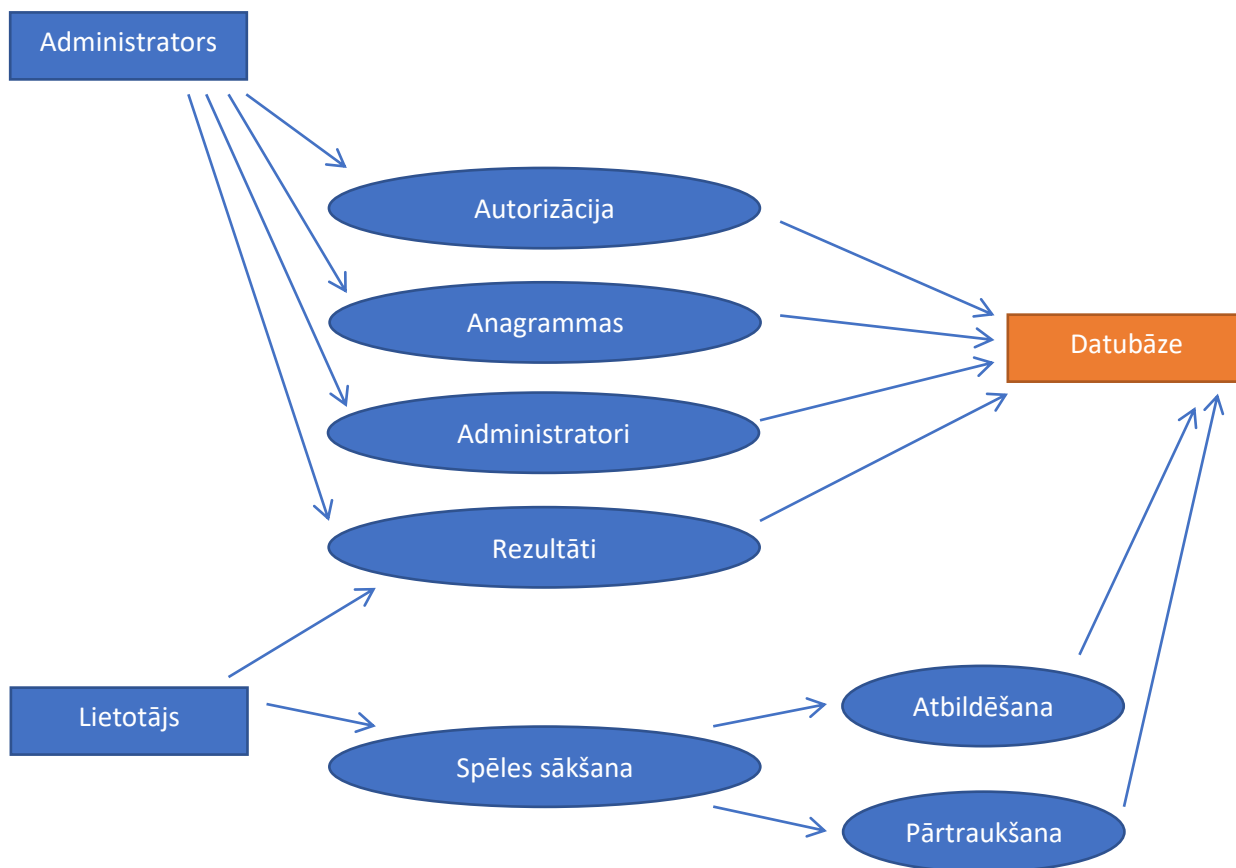 Administrators
Autorizācija
Anagrammas
Datubāze
Administratori
Rezultāti
Lietotājs
Atbildēšana
Spēles sākšana
Pārtraukšana